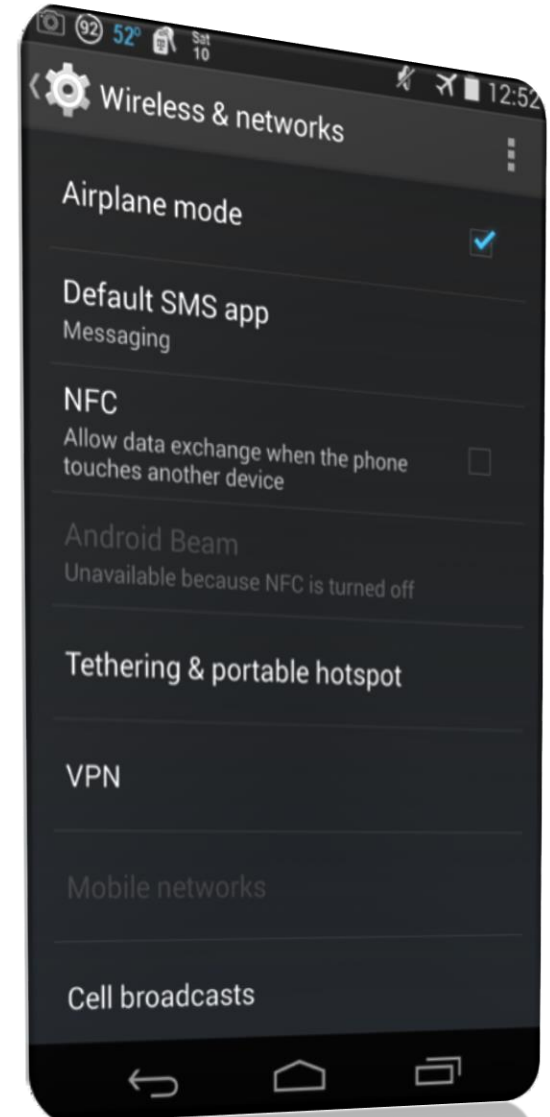 92 52° Sat 10 12:52
Wireless & networks
Airplane mode
Default SMS app
Messaging
NFC
Allow data exchange when the phone
touches another device
Android Beam
Unavailable because NFC is turned off
Tethering & portable hotspot
VPN
Mobile networks
Cell broadcasts